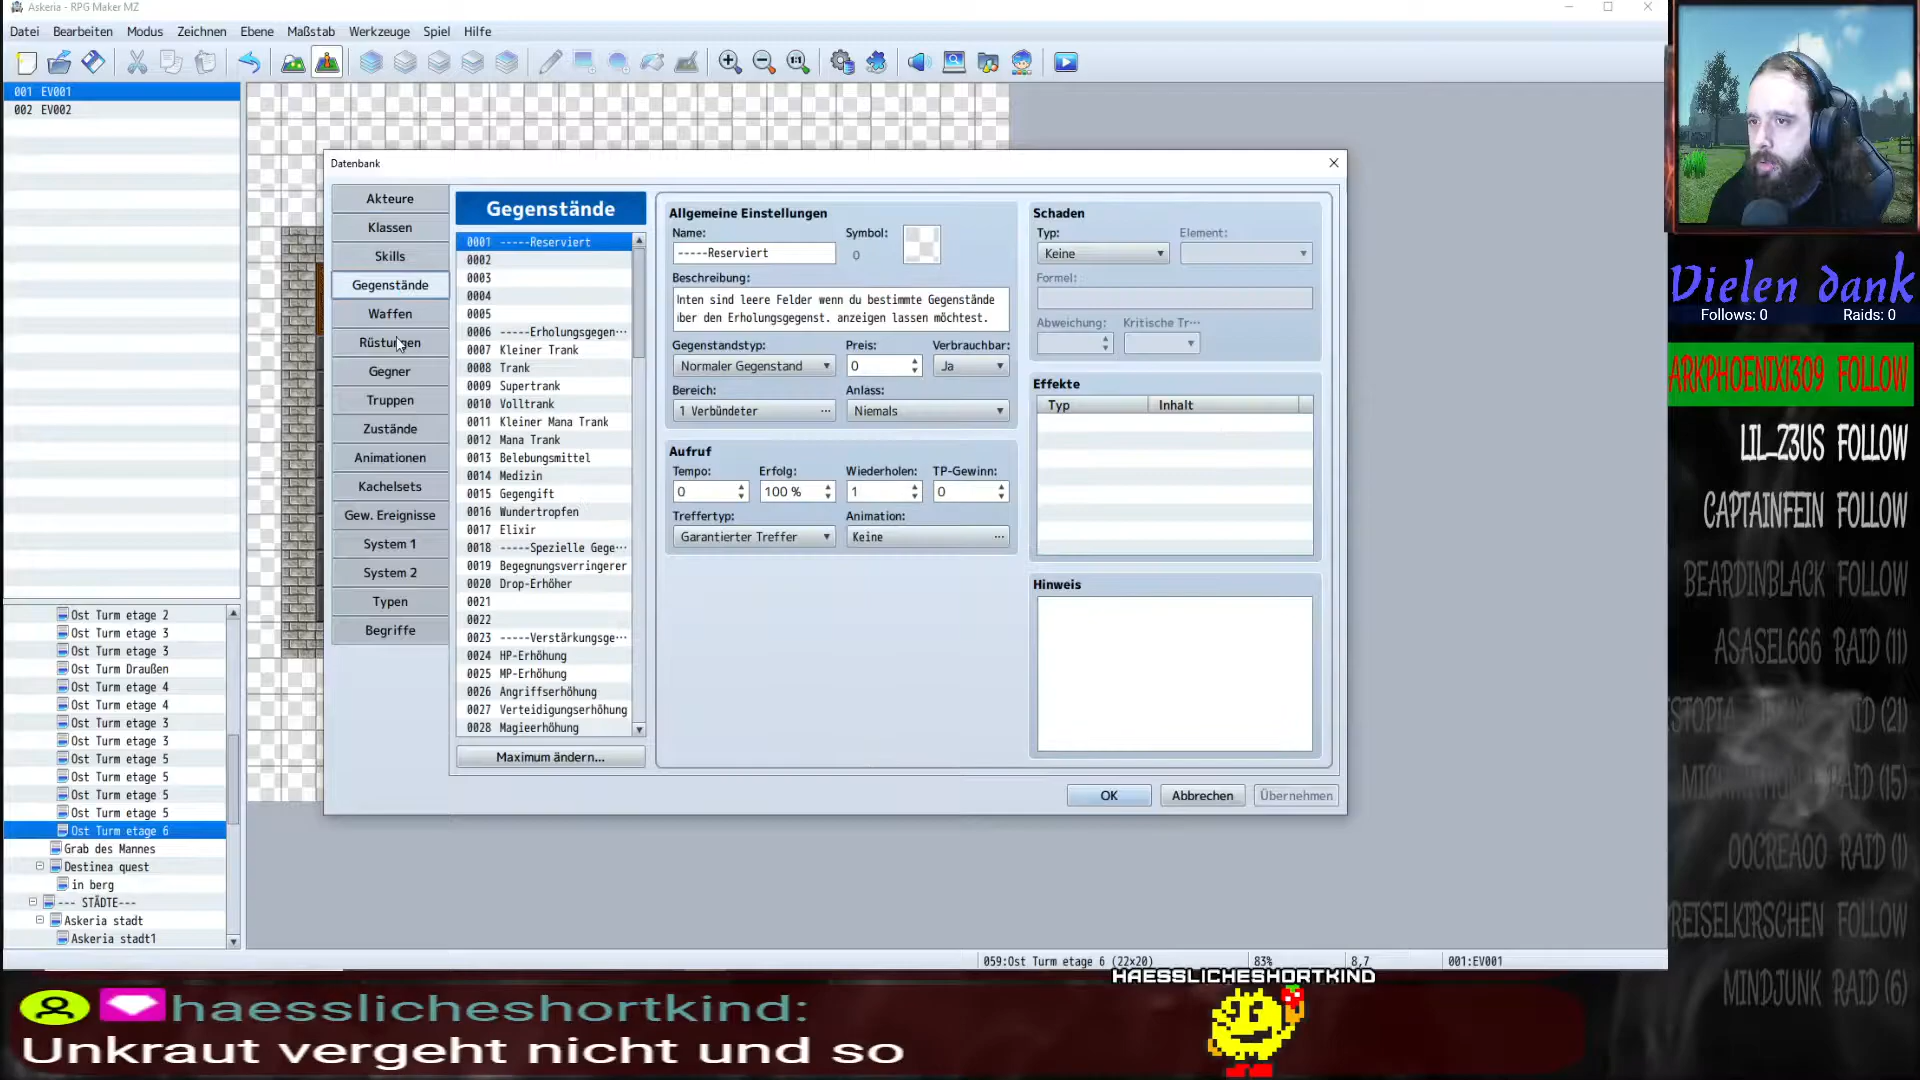 Askeria - RPG Maker MZ
Datei Bearbeiten Modus Zeichnen Ebene Maßstab Werkzeuge Spiel Hilfe
001 EV001
002 EV002
Datenbank
Akteure
Klassen
Skills
Gegenstände
Waffen
Rüstungen
Gegner
Truppen
Zustände
Animationen
Kachelsets
Gew. Ereignisse
System 1
System 2
Typen
Begriffe
Gegenstände
0001 -----Reserviert
0002
0003
0004
0005
0006 -----Erholungsgegen···
0007 Kleiner Trank
0008 Trank
0009 Supertrank
0010 Volltrank
0011 Kleiner Mana Trank
0012 Mana Trank
0013 Belebungsmittel
0014 Medizin
0015 Gegengift
0016 Wundertropfen
0017 Elixir
0018 -----Spezielle Gege···
0019 Begegnungsverringerer
0020 Drop-Erhöher
0021
0022
0023 -----Verstärkungsge···
0024 HP-Erhöhung
0025 MP-Erhöhung
0026 Angriffserhöhung
0027 Verteidigungserhöhung
0028 Magieerhöhung
Maximum ändern...
Allgemeine Einstellungen
Name: Symbol:
-----Reserviert 0
Beschreibung:
Inten sind leere Felder wenn du bestimmte Gegenstände
iber den Erholungsgegenst. anzeigen lassen möchtest.
Gegenstandstyp: Preis: Verbrauchbar:
Normaler Gegenstand 0 Ja
Bereich: Anlass:
1 Verbündeter ··· Niemals
Aufruf
Tempo: Erfolg: Wiederholen: TP-Gewinn:
0 100 % 1 0
Treffertyp: Animation:
Garantierter Treffer Keine ···
Schaden
Typ: Element:
Keine
Formel:
Abweichung: Kritische Tr···
Effekte
Typ Inhalt
Hinweis
OK Abbrechen Übernehmen
Ost Turm etage 2
Ost Turm etage 3
Ost Turm etage 3
Ost Turm Draußen
Ost Turm etage 4
Ost Turm etage 4
Ost Turm etage 3
Ost Turm etage 3
Ost Turm etage 5
Ost Turm etage 5
Ost Turm etage 5
Ost Turm etage 5
Ost Turm etage 6
Grab des Mannes
Destinea quest
in berg
--- STÄDTE---
Askeria stadt
Askeria stadt1
059:Ost Turm etage 6 (22x20) 83% 8,7 001:EV001
Vielen dank
Follows: 0 Raids: 0
ARKPHOENIX1309 FOLLOW
LIL_Z3US FOLLOW
CAPTAINFEIN FOLLOW
BEARDINBLACK FOLLOW
ASASEL666 RAID (11)
RAID (15)
OOCREAOO RAID (1)
REISELKIRSCHEN FOLLOW
MINDJUNK RAID (6)
HAESSLICHESHORTKIND
haesslicheshortkind:
Unkraut vergeht nicht und so